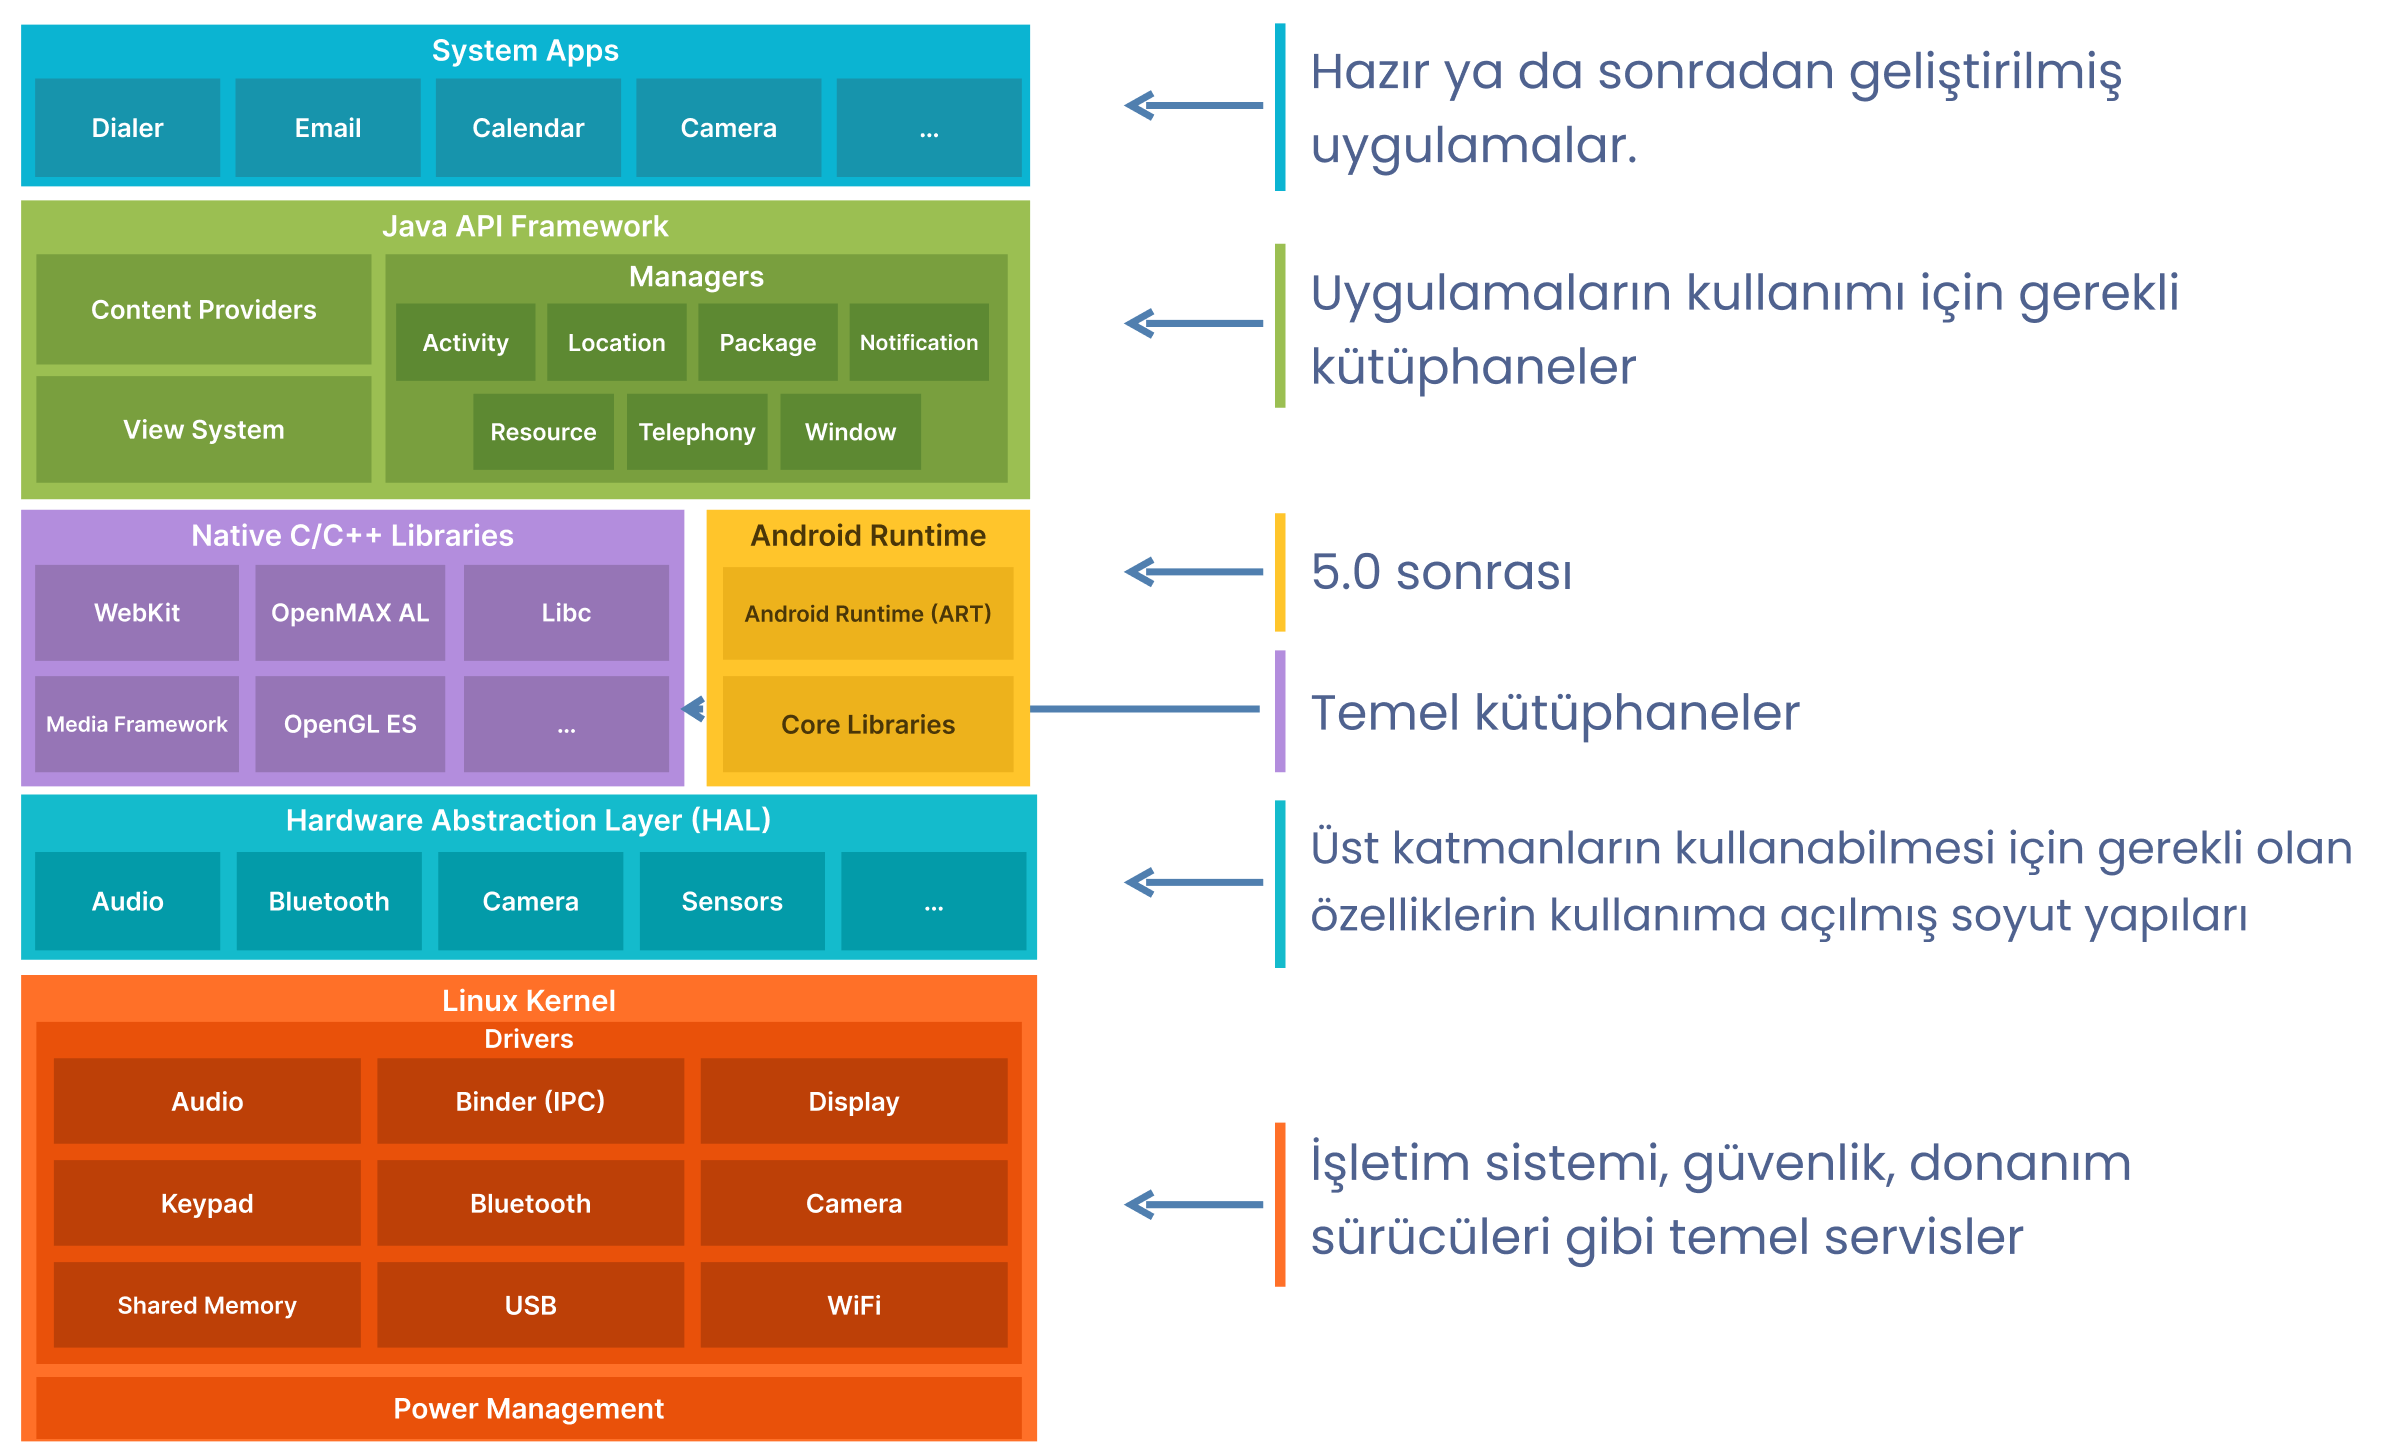 System Apps
Dialer
Email
Calendar
Camera
...
Hazır ya da sonradan geliştirilmiş
uygulamalar.
Java API Framework
Content Providers
View System
Managers
Activity
Location
Package
Notification
Resource
Telephony
Window
Uygulamaların kullanımı için gerekli
kütüphaneler
Native C/C++ Libraries
WebKit
OpenMAX AL
Libc
Media Framework
OpenGL ES
...
Android Runtime
Android Runtime (ART)
Core Libraries
5.0 sonrası
Temel kütüphaneler
Hardware Abstraction Layer (HAL)
Audio
Bluetooth
Camera
Sensors
...
Üst katmanların kullanabilmesi için gerekli olan
özelliklerin kullanıma açılmış soyut yapıları
Linux Kernel
Drivers
Audio
Binder (IPC)
Display
Keypad
Bluetooth
Camera
Shared Memory
USB
WiFi
Power Management
İşletim sistemi, güvenlik, donanım
sürücüleri gibi temel servisler